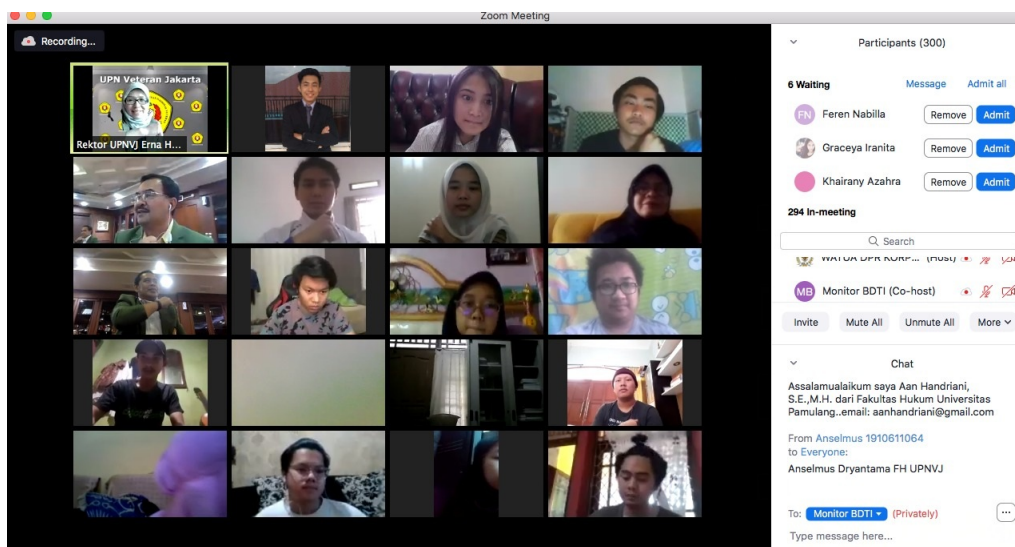 Zoom Meeting
Recording...
UPN Veteran Jakarta
Rektor UPNVJ Erna H...
Participants (300)
6 Waiting
Message
Admit all
FN
Feren Nabilla
Remove
Admit
Graceya Iranita
Remove
Admit
Khairany Azahra
Remove
Admit
294 In-meeting
Search
WATUA DPR KORP... (Host)
MB
Monitor BDTI (Co-host)
Invite
Mute All
Unmute All
More
Chat
Assalamualaikum saya Aan Handriani,
S.E.,M.H. dari Fakultas Hukum Universitas
Pamulang..email: aanhandriani@gmail.com
From Anselmus 1910611064
to Everyone:
Anselmus Dryantama FH UPNVJ
To: Monitor BDTI (Privately)
Type message here...